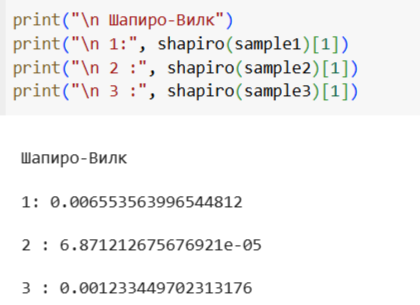 print("\n Шапиро-Вилк")
print("\n 1:", shapiro(sample1)[1])
print("\n 2 :", shapiro(sample2)[1])
print("\n 3 :", shapiro(sample3)[1])
Шапиро-Вилк
1: 0.006553563996544812
2 : 6.871212675676921e-05
3 : 0.001233449702313176